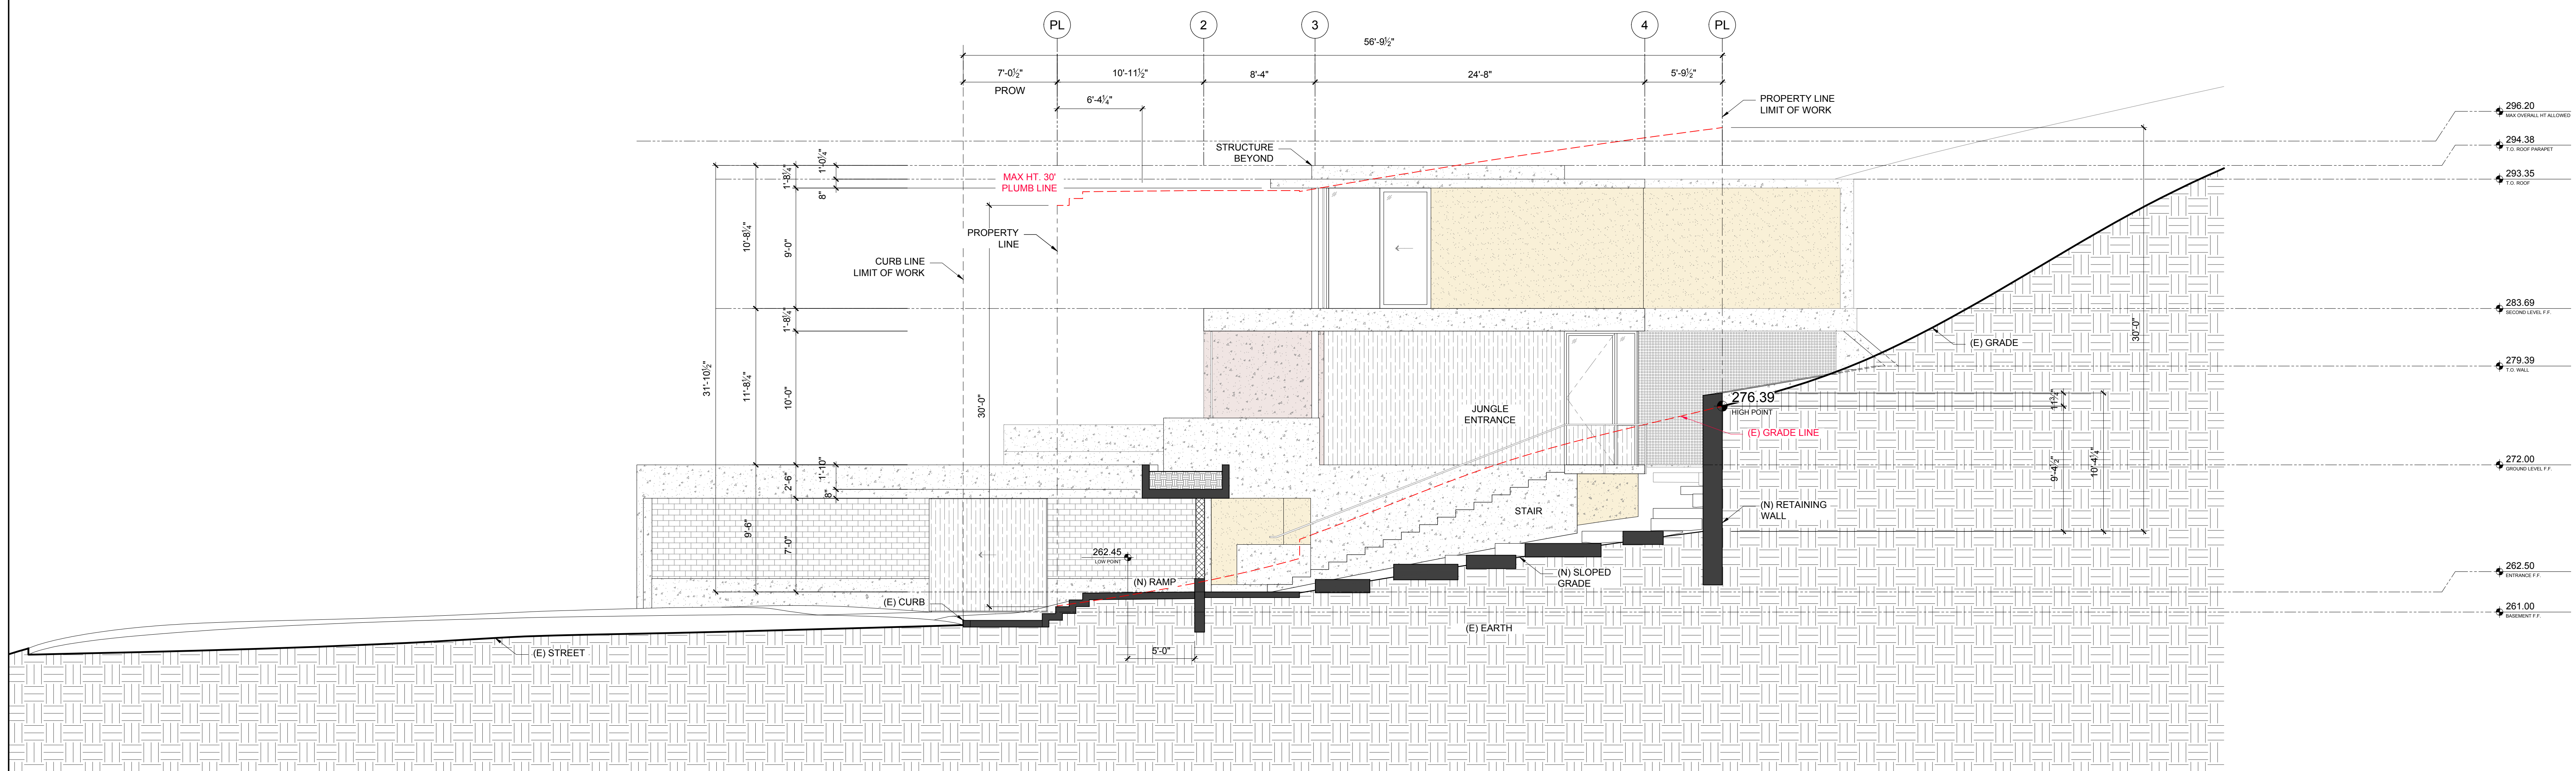 PL
2
3
4
PL
56'-9½"
7'-0½"
10'-11½"
8'-4"
24'-8"
5'-9½"
PROW
6'-4¼"
PROPERTY LINE
LIMIT OF WORK
STRUCTURE
BEYOND
MAX HT. 30'
PLUMB LINE
PROPERTY
LINE
CURB LINE
LIMIT OF WORK
1'-0¼"
1'-8¼"
8"
10'-8¼"
9'-0"
31'-10½"
11'-8¼"
1'-8¼"
10'-0"
30'-0"
1'-10"
2'-6"
8"
9'-6"
7'-0"
JUNGLE
ENTRANCE
276.39
HIGH POINT
(E) GRADE LINE
(E) GRADE
30'-0"
9'-4½"
10'-4¼"
STAIR
(N) RETAINING
WALL
262.45
LOW POINT
(N) RAMP
(N) SLOPED
GRADE
(E) CURB
(E) EARTH
(E) STREET
5'-0"
296.20
MAX OVERALL HT ALLOWED
294.38
T.O. ROOF PARAPET
293.35
T.O. ROOF
283.69
SECOND LEVEL F.F.
279.39
T.O. WALL
272.00
GROUND LEVEL F.F.
262.50
ENTRANCE F.F.
261.00
BASEMENT F.F.